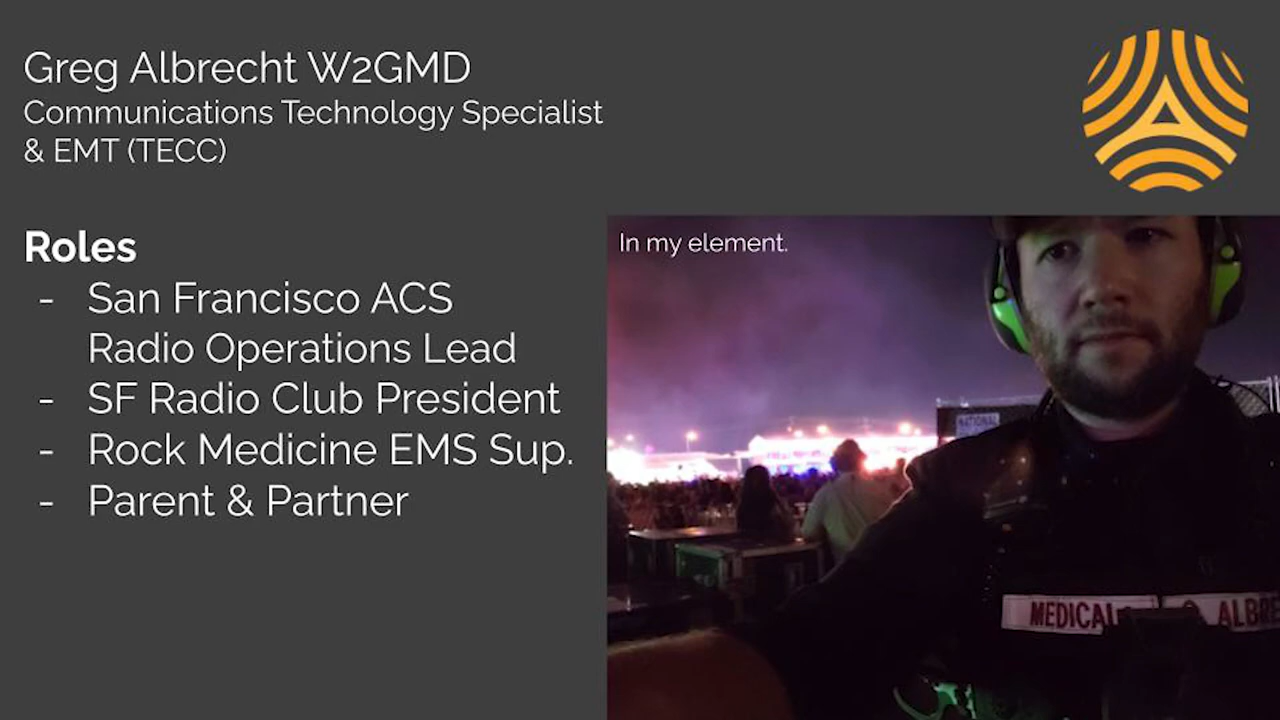 Greg Albrecht W2GMD
Communications Technology Specialist
& EMT (TECC)
Roles
- San Francisco ACS
Radio Operations Lead
- SF Radio Club President
- Rock Medicine EMS Sup.
- Parent & Partner
In my element.
NATIONAL
MEDICAL